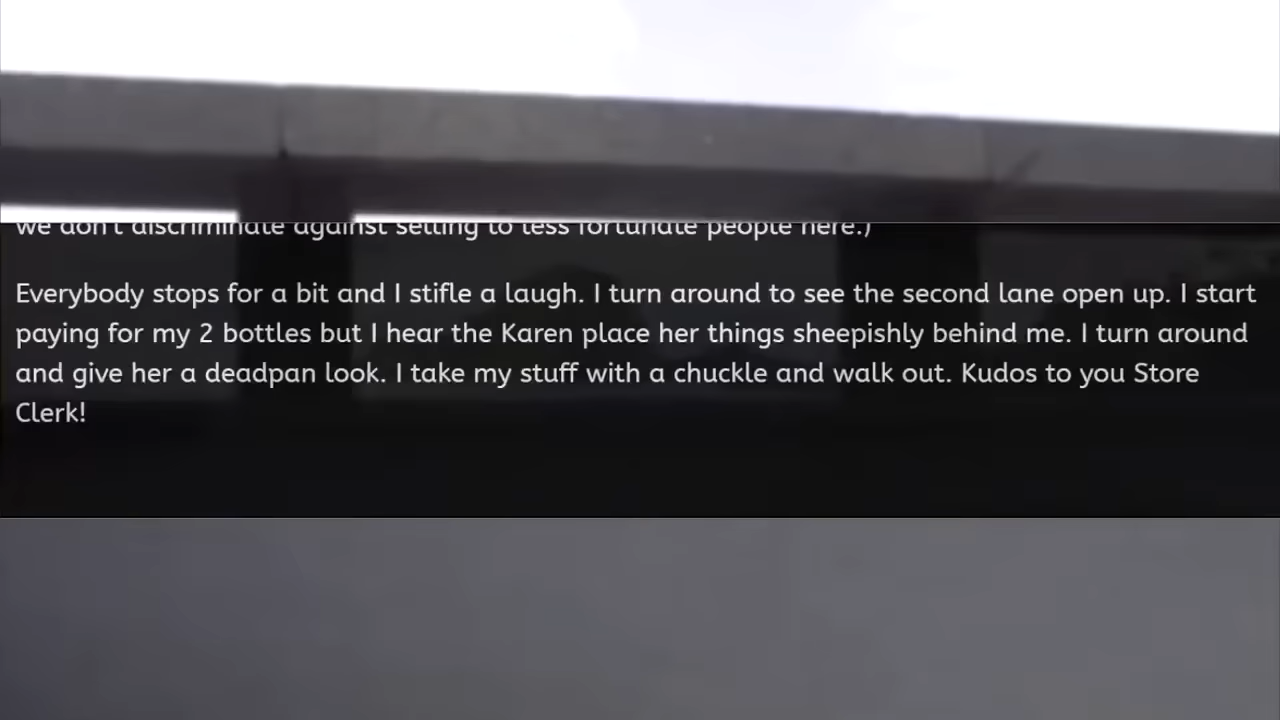 we don't discriminate against selling to less fortunate people here.)
Everybody stops for a bit and I stifle a laugh. I turn around to see the second lane open up. I start
paying for my 2 bottles but I hear the Karen place her things sheepishly behind me. I turn around
and give her a deadpan look. I take my stuff with a chuckle and walk out. Kudos to you Store
Clerk!